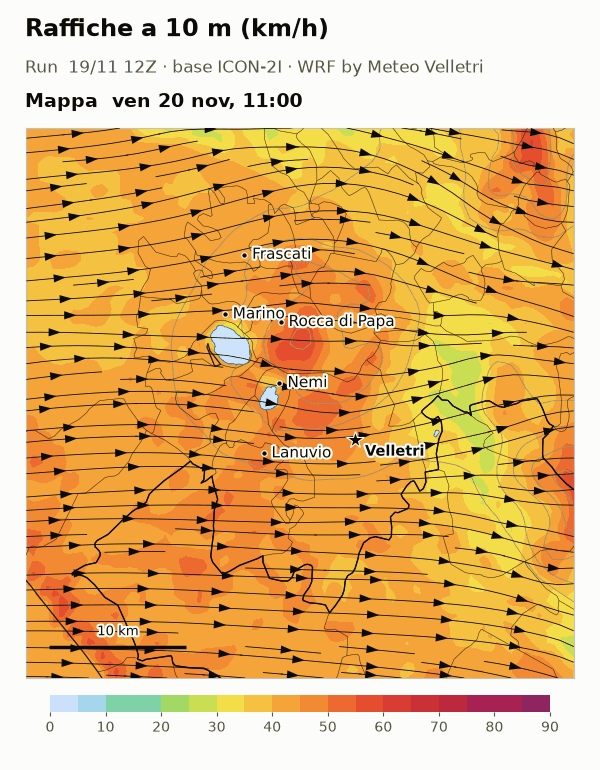 Raffiche a 10 m (km/h)
Run  19/11 12Z · base ICON-2I · WRF by Meteo Velletri
Mappa  ven 20 nov, 11:00
Frascati
Marino
Rocca di Papa
Nemi
Velletri
Lanuvio
10 km
0 10 20 30 40 50 60 70 80 90